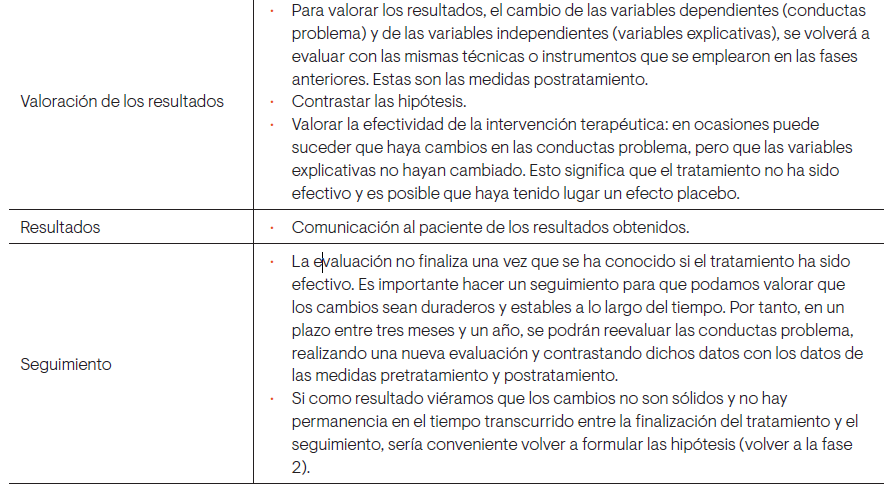 · Para valorar los resultados, el cambio de las variables dependientes (conductas
problema) y de las variables independientes (variables explicativas), se volverá a
evaluar con las mismas técnicas o instrumentos que se emplearon en las fases
anteriores. Estas son las medidas postratamiento.
Valoración de los resultados
· Contrastar las hipótesis.
· Valorar la efectividad de la intervención terapéutica: en ocasiones puede
suceder que haya cambios en las conductas problema, pero que las variables
explicativas no hayan cambiado. Esto significa que el tratamiento no ha sido
efectivo y es posible que haya tenido lugar un efecto placebo.
Resultados
· Comunicación al paciente de los resultados obtenidos.
Seguimiento
· La evaluación no finaliza una vez que se ha conocido si el tratamiento ha sido
efectivo. Es importante hacer un seguimiento para que podamos valorar que
los cambios sean duraderos y estables a lo largo del tiempo. Por tanto, en un
plazo entre tres meses y un año, se podrán reevaluar las conductas problema,
realizando una nueva evaluación y contrastando dichos datos con los datos de
las medidas pretratamiento y postratamiento.
· Si como resultado viéramos que los cambios no son sólidos y no hay
permanencia en el tiempo transcurrido entre la finalización del tratamiento y el
seguimiento, sería conveniente volver a formular las hipótesis (volver a la fase
2).